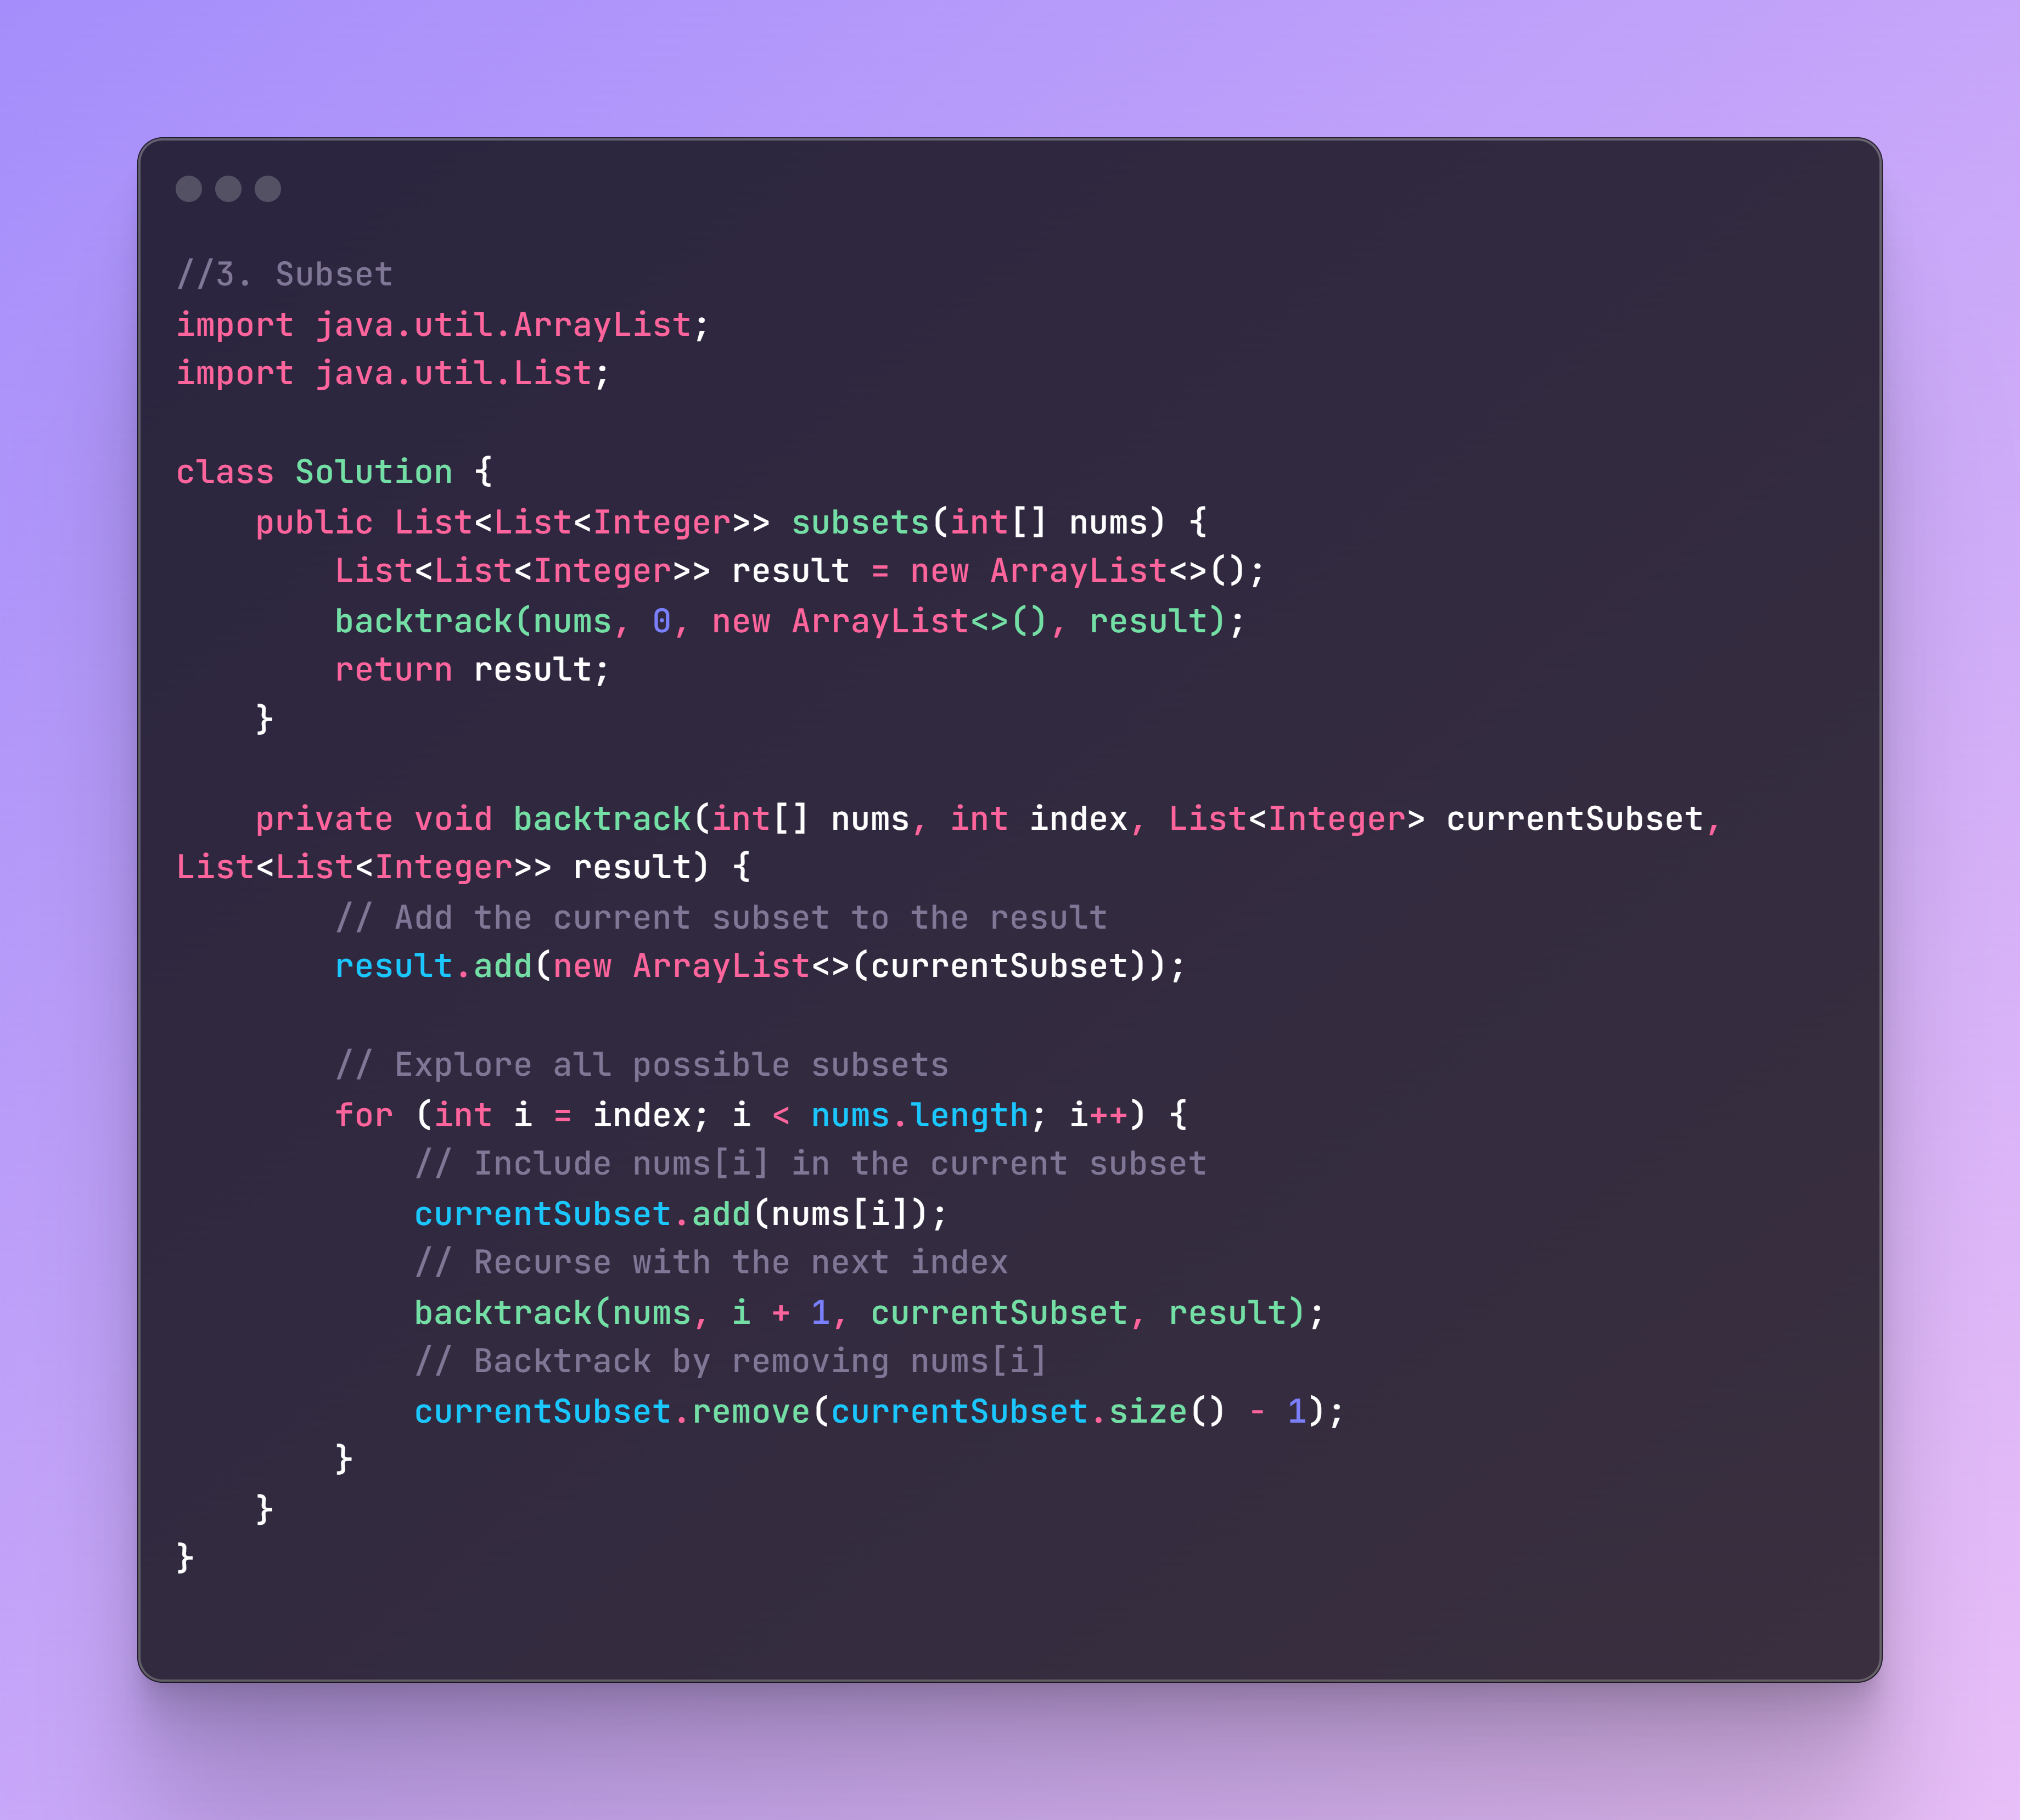 //3. Subset
import java.util.ArrayList;
import java.util.List;
class Solution {
    public List<List<Integer>> subsets(int[] nums) {
        List<List<Integer>> result = new ArrayList<>();
        backtrack(nums, 0, new ArrayList<>(), result);
        return result;
    }
    private void backtrack(int[] nums, int index, List<Integer> currentSubset,
List<List<Integer>> result) {
        // Add the current subset to the result
        result.add(new ArrayList<>(currentSubset));
        // Explore all possible subsets
        for (int i = index; i < nums.length; i++) {
            // Include nums[i] in the current subset
            currentSubset.add(nums[i]);
            // Recurse with the next index
            backtrack(nums, i + 1, currentSubset, result);
            // Backtrack by removing nums[i]
            currentSubset.remove(currentSubset.size() - 1);
        }
    }
}